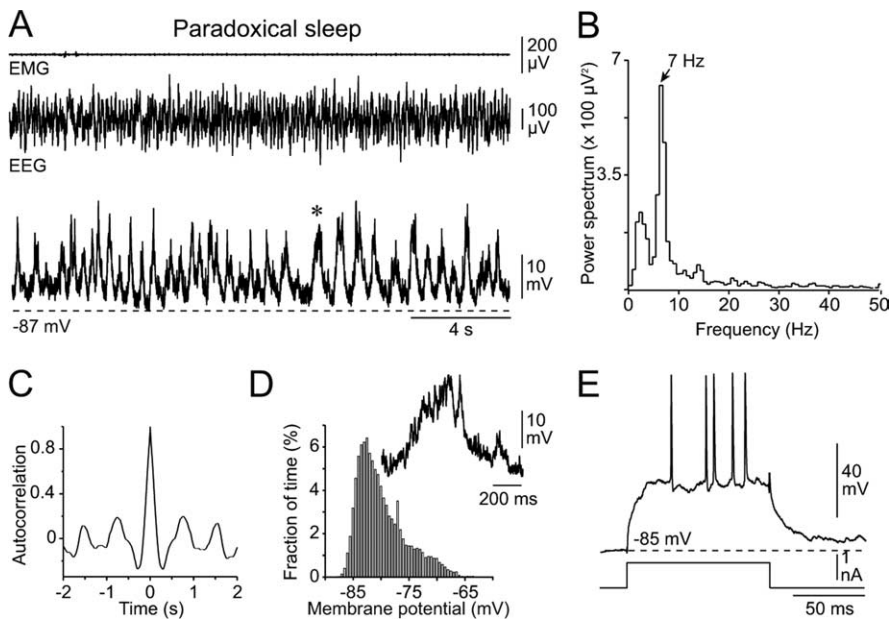 A
Paradoxical sleep
EMG
200
µV
100
µV
EEG
*
10
mV
-87 mV
4 s
B
7
3.5
0
7 Hz
Power spectrum (x 100 µV²)
0 10 20 30 40 50
Frequency (Hz)
C
0.8
0.4
0
Autocorrelation
-2 -1 0 1 2
Time (s)
D
10
mV
200 ms
6
4
2
0
Fraction of time (%)
-85 -75 -65
Membrane potential (mV)
E
40
mV
-85 mV
1
nA
50 ms